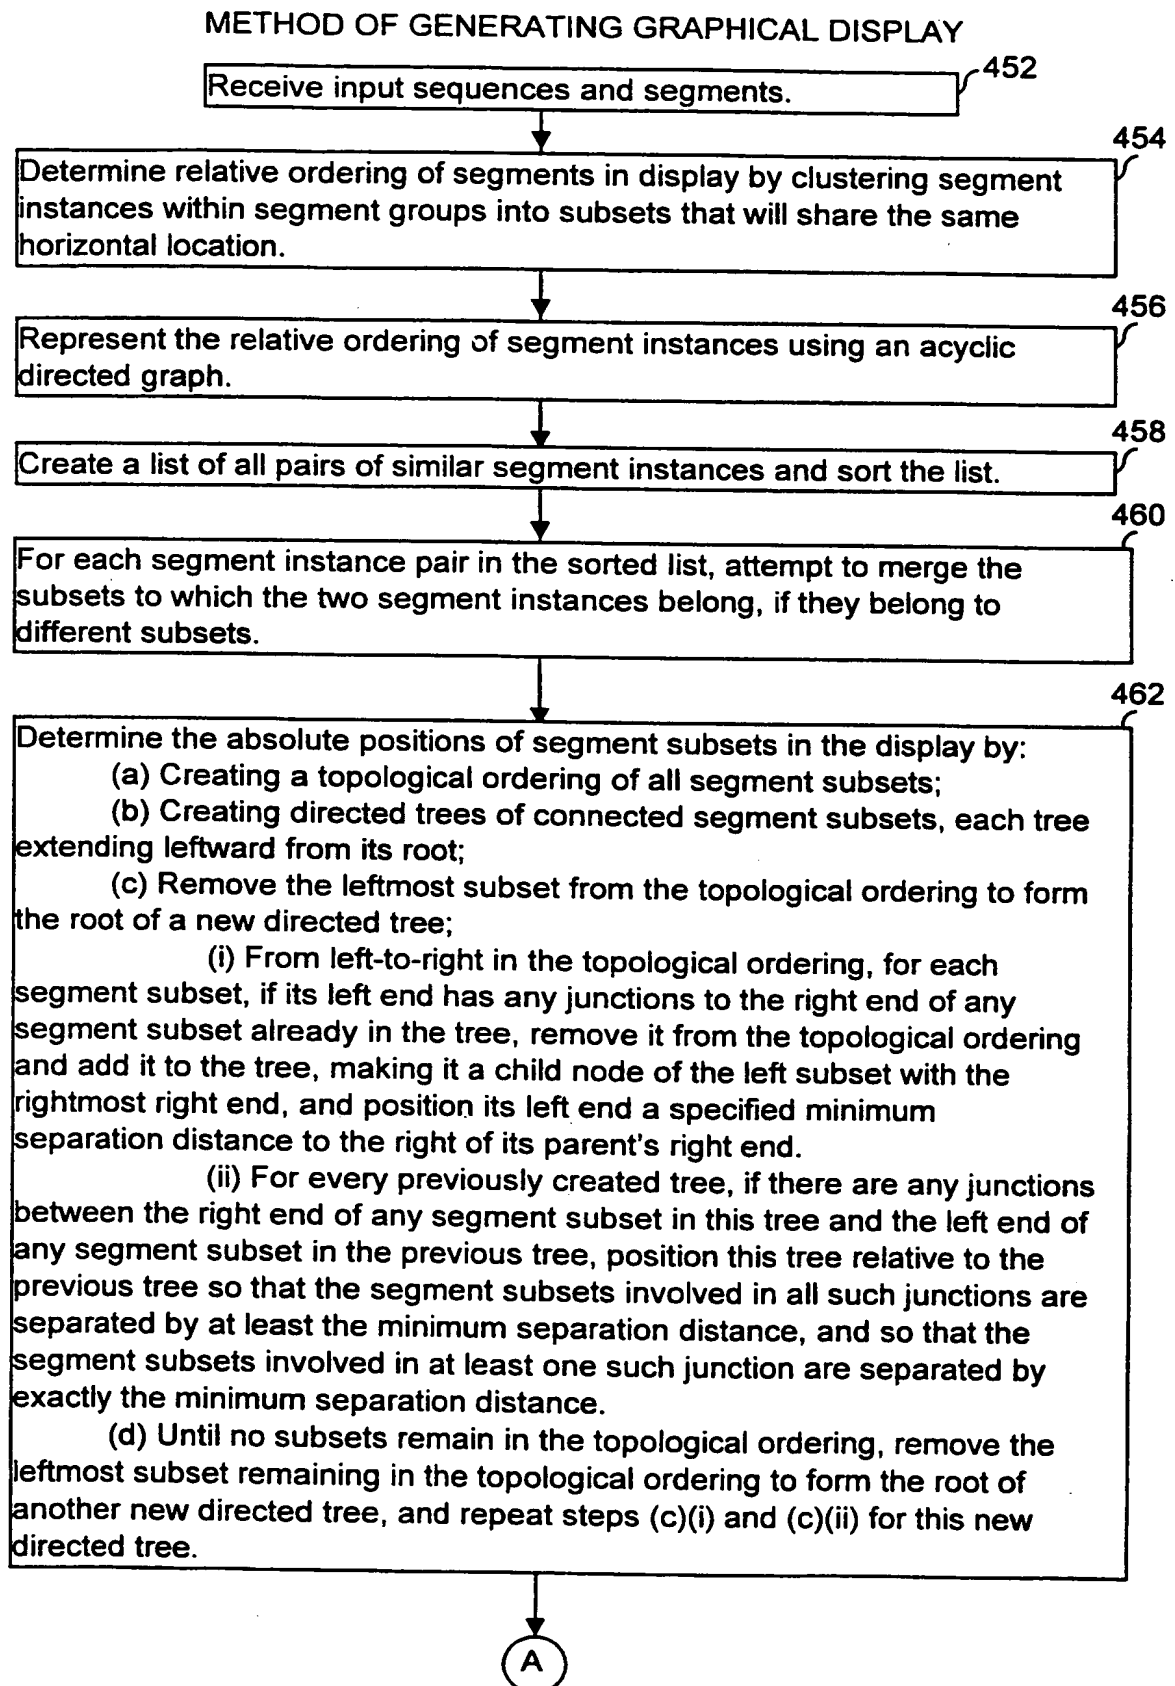 METHOD OF GENERATING GRAPHICAL DISPLAY
452
Receive input sequences and segments.
454
Determine relative ordering of segments in display by clustering segment
instances within segment groups into subsets that will share the same
horizontal location.
456
Represent the relative ordering of segment instances using an acyclic
directed graph.
458
Create a list of all pairs of similar segment instances and sort the list.
460
For each segment instance pair in the sorted list, attempt to merge the
subsets to which the two segment instances belong, if they belong to
different subsets.
462
Determine the absolute positions of segment subsets in the display by:
(a) Creating a topological ordering of all segment subsets;
(b) Creating directed trees of connected segment subsets, each tree
extending leftward from its root;
(c) Remove the leftmost subset from the topological ordering to form
the root of a new directed tree;
(i) From left-to-right in the topological ordering, for each
segment subset, if its left end has any junctions to the right end of any
segment subset already in the tree, remove it from the topological ordering
and add it to the tree, making it a child node of the left subset with the
rightmost right end, and position its left end a specified minimum
separation distance to the right of its parent's right end.
(ii) For every previously created tree, if there are any junctions
between the right end of any segment subset in this tree and the left end of
any segment subset in the previous tree, position this tree relative to the
previous tree so that the segment subsets involved in all such junctions are
separated by at least the minimum separation distance, and so that the
segment subsets involved in at least one such junction are separated by
exactly the minimum separation distance.
(d) Until no subsets remain in the topological ordering, remove the
leftmost subset remaining in the topological ordering to form the root of
another new directed tree, and repeat steps (c)(i) and (c)(ii) for this new
directed tree.
A